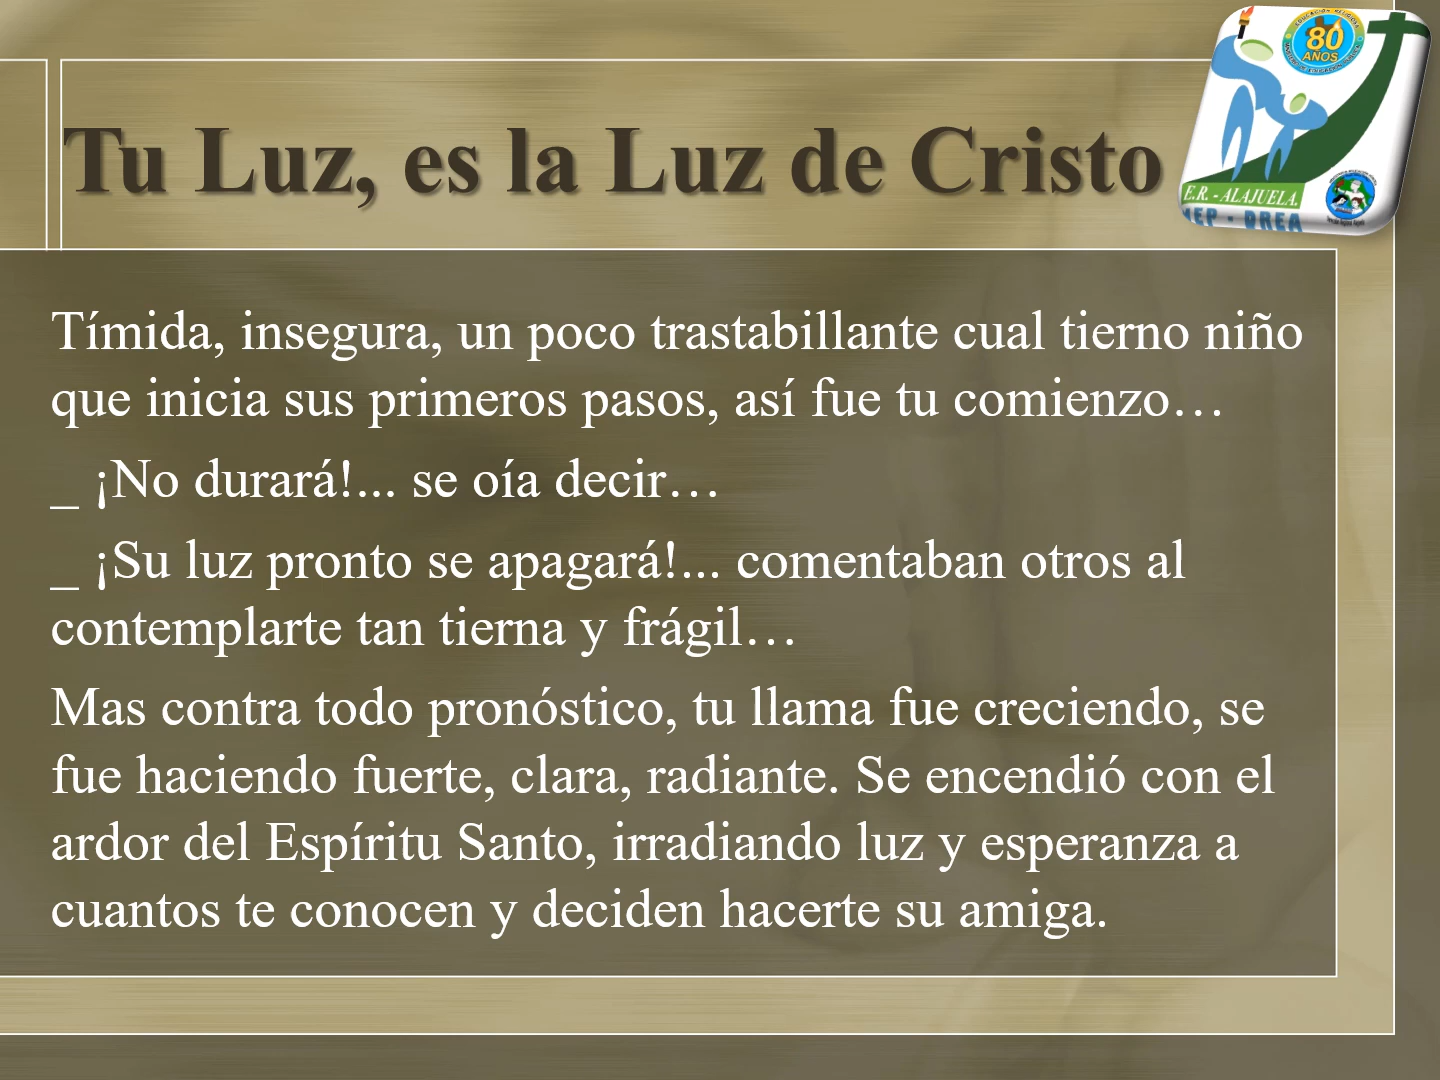 Tu Luz, es la Luz de Cristo
80
AÑOS
E.R. - ALAJUELA.
MEP - DREA
Tímida, insegura, un poco trastabillante cual tierno niño
que inicia sus primeros pasos, así fue tu comienzo…
_ ¡No durará!... se oía decir…
_ ¡Su luz pronto se apagará!... comentaban otros al
contemplarte tan tierna y frágil…
Mas contra todo pronóstico, tu llama fue creciendo, se
fue haciendo fuerte, clara, radiante. Se encendió con el
ardor del Espíritu Santo, irradiando luz y esperanza a
cuantos te conocen y deciden hacerte su amiga.